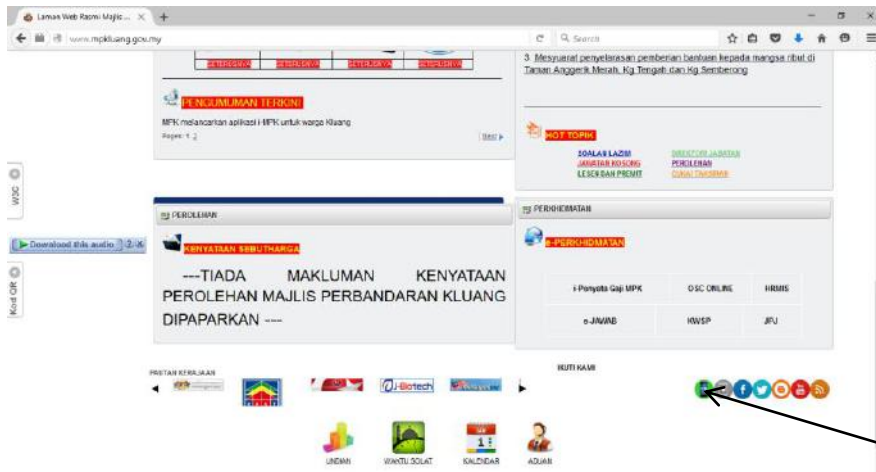 Laman Web Rasmi Majlis ...
www.mpkluang.gov.my
Search
SETERUSNYA SETERUSNYA SETERUSNYA SETERUSNYA
PENGUMUMAN TERKINI
MPK melancarkan aplikasi i-MPK untuk warga Kluang
Pages: 1 2
Next
3. Mesyuarat penyelarasan pemberian bantuan kepada mangsa ribut di
Taman Anggerik Merah, Kg Tengah dan Kg Semberong
HOT TOPIK
SOALAN LAZIM DIREKTORI JABATAN
JAWATAN KOSONG PEROLEHAN
LESEN DAN PREMIT CUKAI TAKSIRAN
W3C
Download this audio
Kod QR
PEROLEHAN
KENYATAAN SEBUTHARGA
---TIADA MAKLUMAN KENYATAAN
PEROLEHAN MAJLIS PERBANDARAN KLUANG
DIPAPARKAN ---
PERKHIDMATAN
e-PERKHIDMATAN
i-Penyata Gaji MPK OSC ONLINE HRMIS
e-JAWAB KWSP JPJ
PAUTAN KERAJAAN
J-Biotech
IKUTI KAMI
UNDIAN WAKTU SOLAT KALENDAR ADUAN